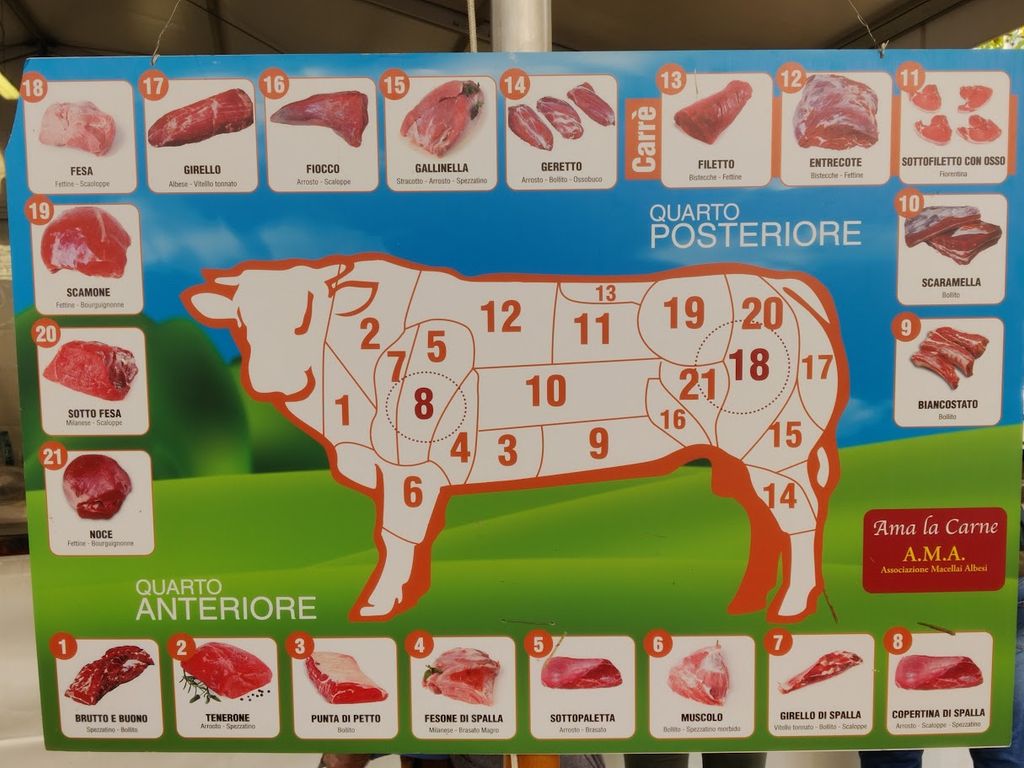 18
FESA
Fettine - Scaoloppe
17
GIRELLO
Albese - Vitello tonnato
16
FIOCCO
Arrosto - Scaloppe
15
GALLINELLA
Stracotto - Arrosto - Spezzatino
14
GERETTO
Arrosto - Bollito - Ossobuco
Carrè
13
FILETTO
Bistecche - Fettine
12
ENTRECOTE
Bistecche - Fettine
11
SOTTOFILETTO CON OSSO
Fiorentina
19
SCAMONE
Fettine - Bourguignonne
QUARTO
POSTERIORE
10
SCARAMELLA
Bollito
20
SOTTO FESA
Milanese - Scaloppe
9
BIANCOSTATO
Bollito
21
NOCE
Fettine - Bourguignonne
13
12
11
19
20
2
5
7
8
10
21
18
17
1
16
4
3
9
15
6
14
Ama la Carne
A.M.A.
Associazione Macellai Albesi
QUARTO
ANTERIORE
1
BRUTTO E BUONO
Spezzatino - Bollito
2
TENERONE
Arrosto - Spezzatino
3
PUNTA DI PETTO
Bollito
4
FESONE DI SPALLA
Milanese - Brasato Magro
5
SOTTOPALETTA
Arrosto - Brasato
6
MUSCOLO
Bollito - Spezzatino morbido
7
GIRELLO DI SPALLA
Vitello tonnato - Bollito - Scaloppe
8
COPERTINA DI SPALLA
Arrosto - Scaloppe - Spezzatino